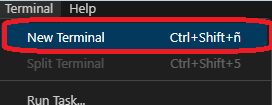 Terminal Help
New Terminal Ctrl+Shift+ñ
Split Terminal Ctrl+Shift+5
Run Task...